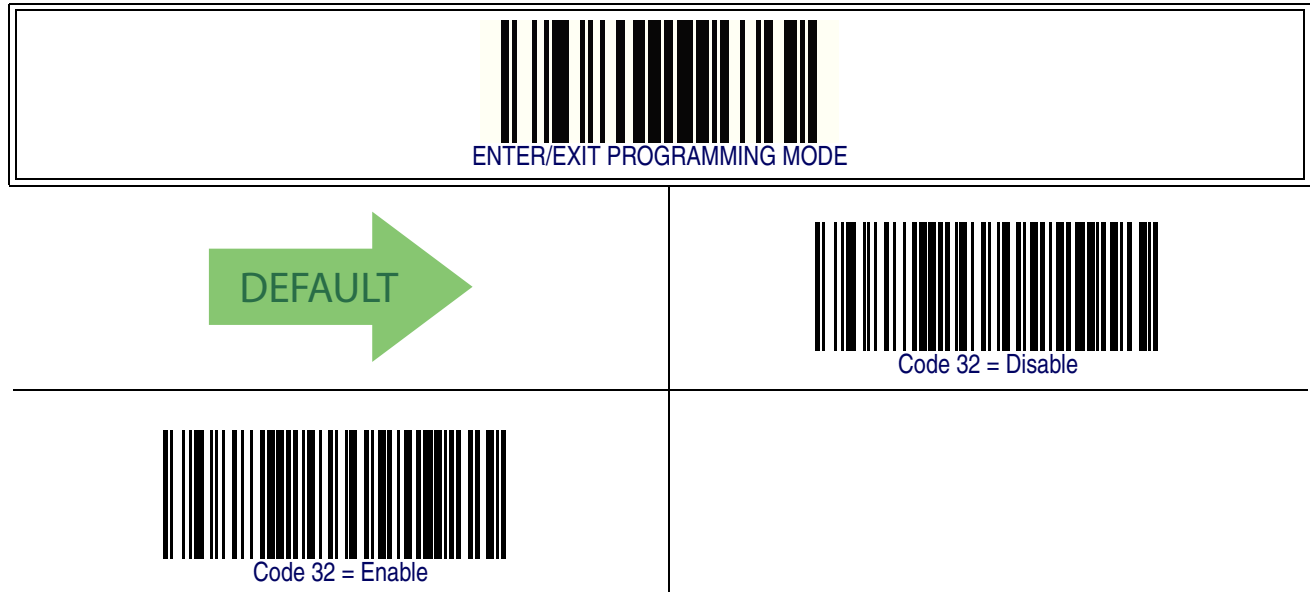 ENTER/EXIT PROGRAMMING MODE
DEFAULT
Code 32 = Disable
Code 32 = Enable